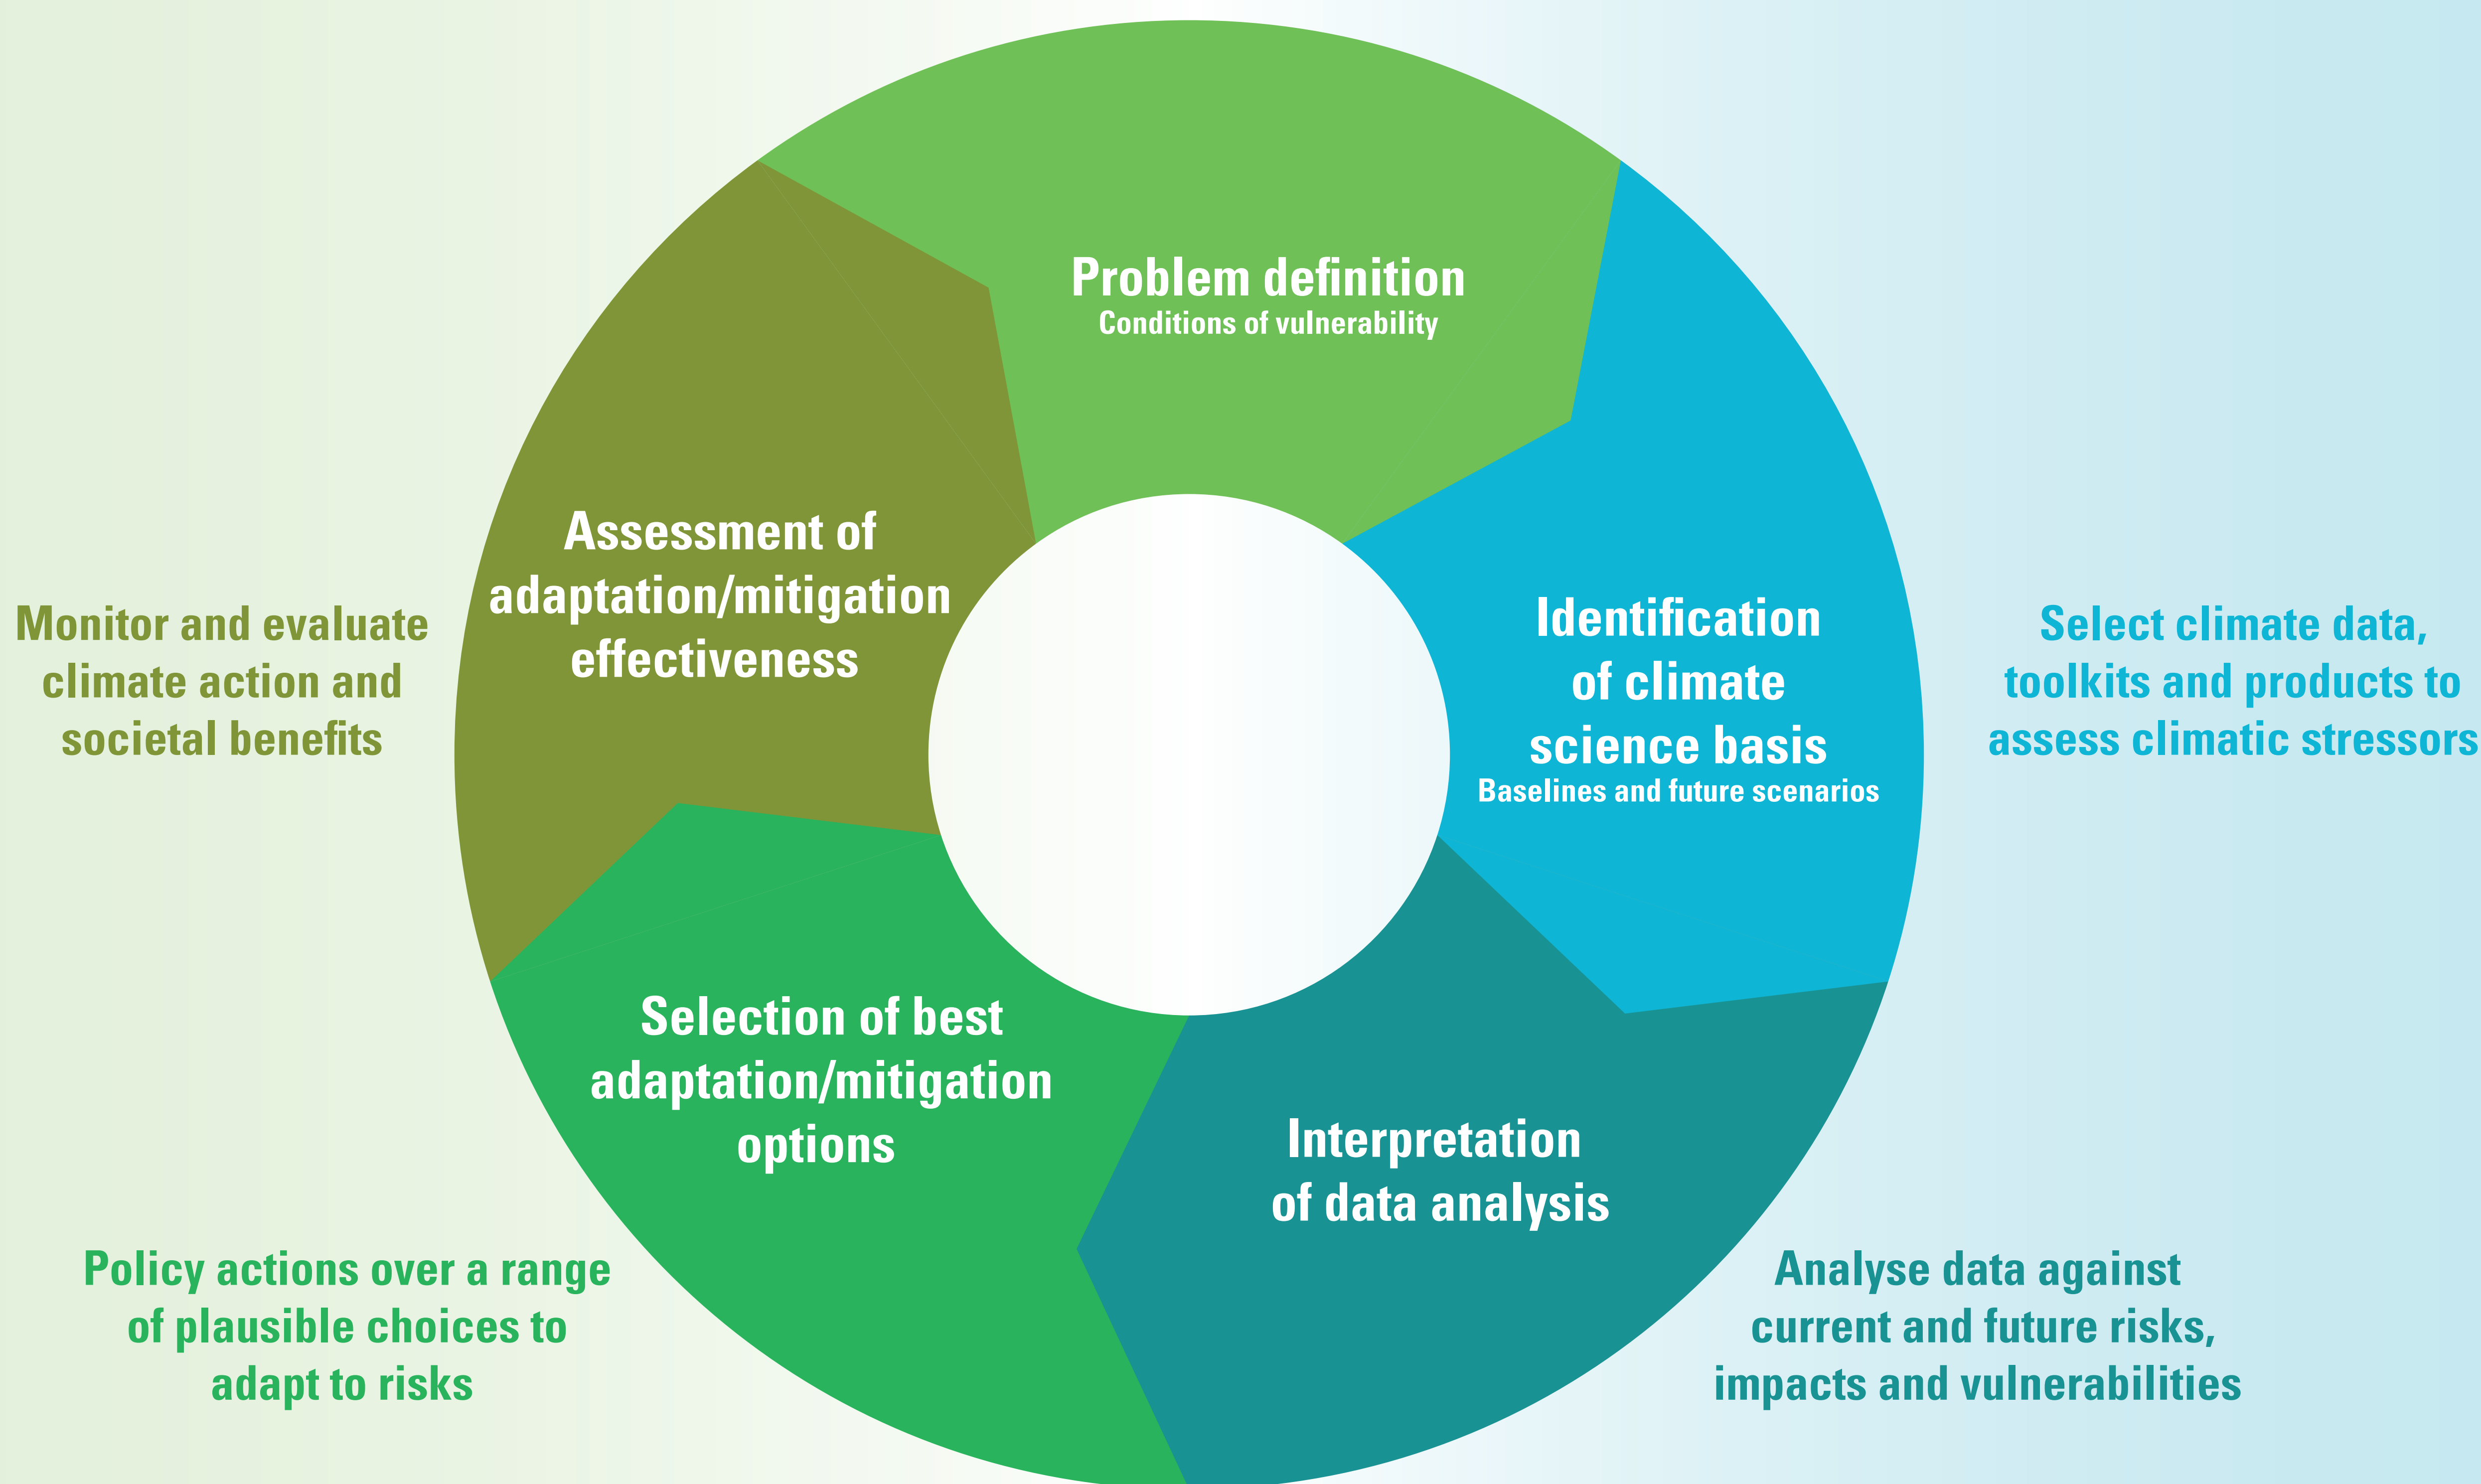 Problem definition
Conditions of vulnerability
Identification
of climate
science basis
Baselines and future scenarios
Select climate data,
toolkits and products to
assess climatic stressors
Interpretation
of data analysis
Analyse data against
current and future risks,
impacts and vulnerabilities
Selection of best
adaptation/mitigation
options
Policy actions over a range
of plausible choices to
adapt to risks
Assessment of
adaptation/mitigation
effectiveness
Monitor and evaluate
climate action and
societal benefits